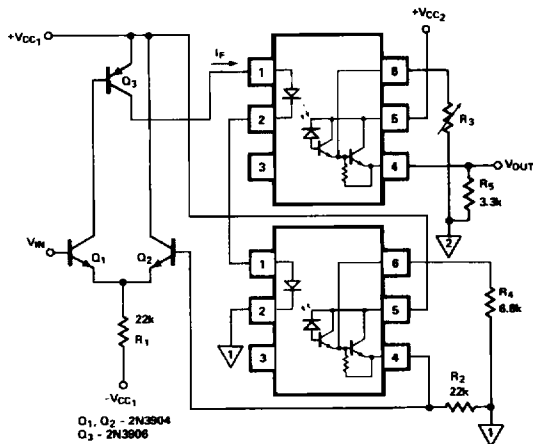 +VCC1
+VCC2
IF
Q3
1
2
3
6
5
4
R3
VOUT
R5
3.3k
2
VIN
Q1
Q2
1
2
3
6
5
4
R4
6.8k
22k
R1
1
R2
22k
1
-VCC1
Q1, Q2 - 2N3904
Q3 - 2N3906